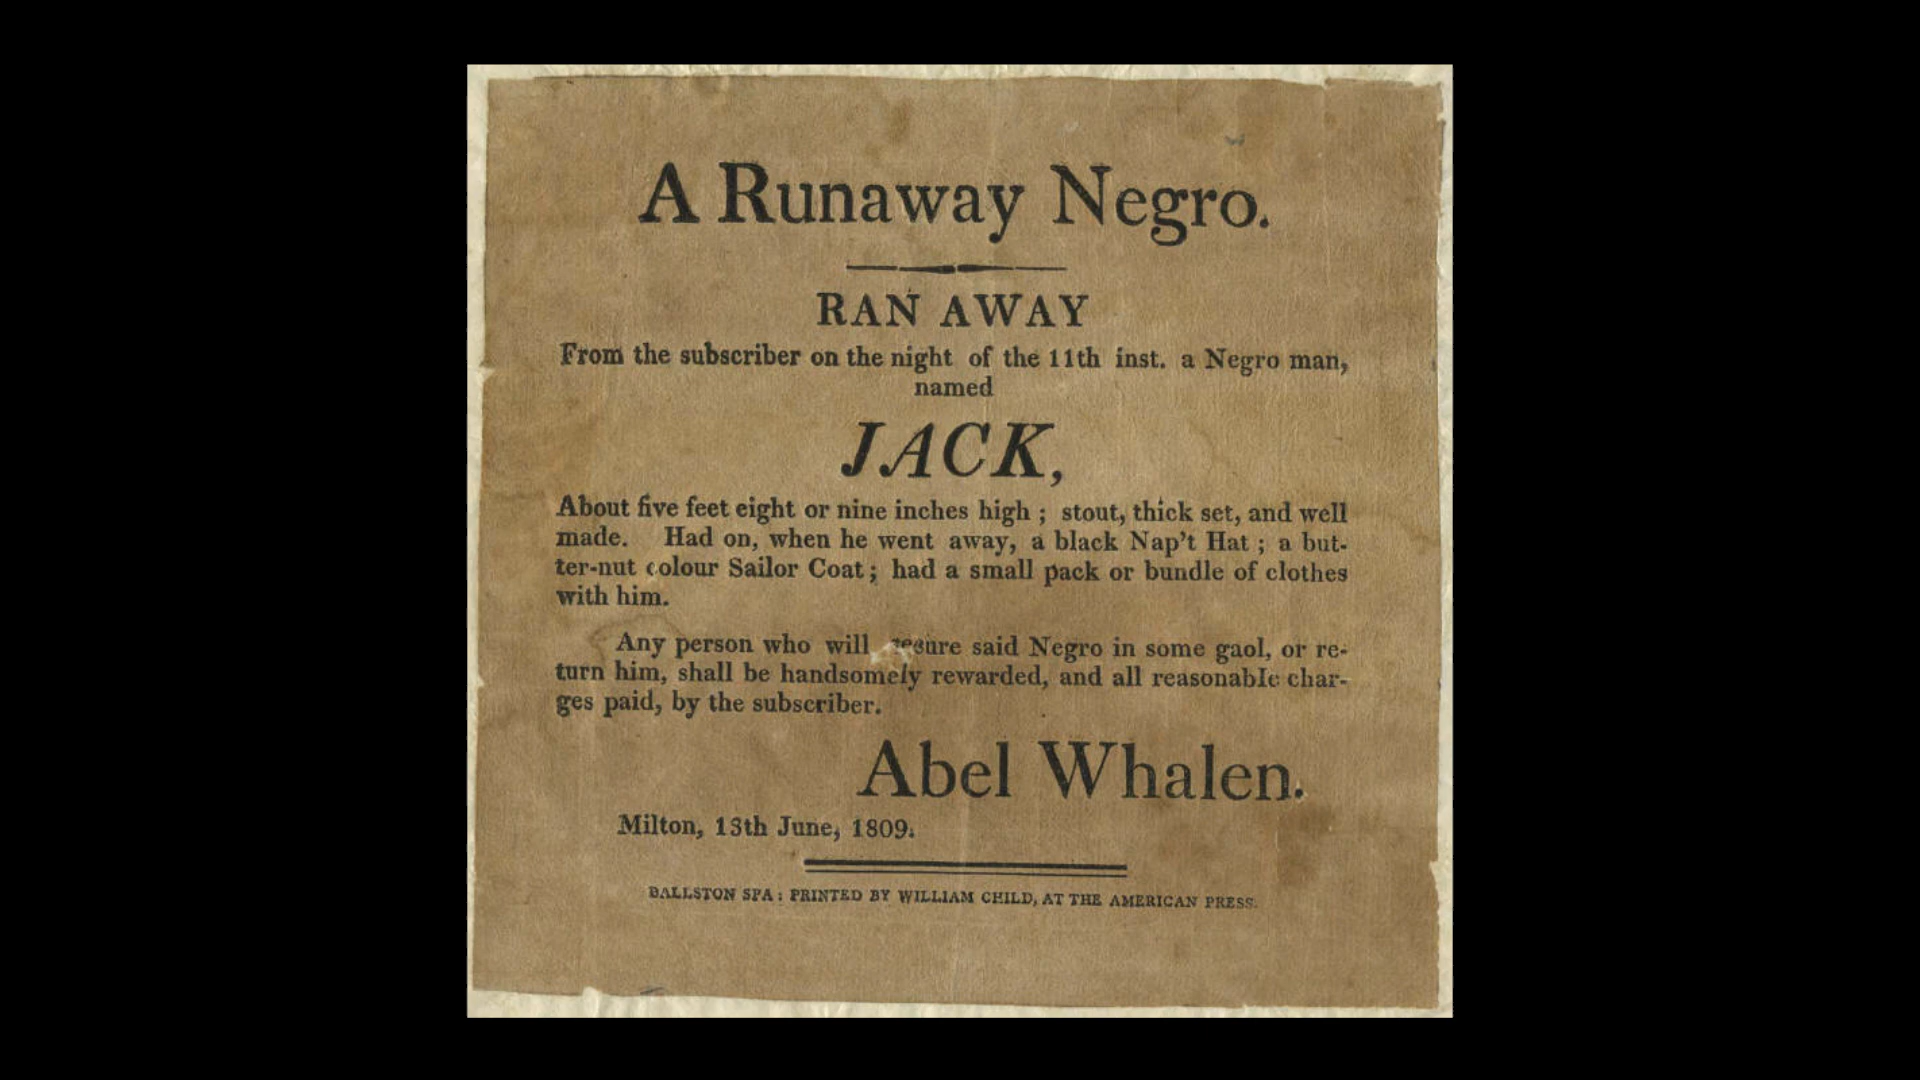 A Runaway Negro.
RAN AWAY
From the subscriber on the night of the 11th inst. a Negro man,
named
JACK,
About five feet eight or nine inches high ; stout, thick set, and well
made. Had on, when he went away, a black Nap't Hat ; a but-
ter-nut colour Sailor Coat ; had a small pack or bundle of clothes
with him.
Any person who will secure said Negro in some gaol, or re-
turn him, shall be handsomely rewarded, and all reasonable char-
ges paid, by the subscriber.
Abel Whalen.
Milton, 13th June, 1809.
BALLSTON SPA : PRINTED BY WILLIAM CHILD, AT THE AMERICAN PRESS.